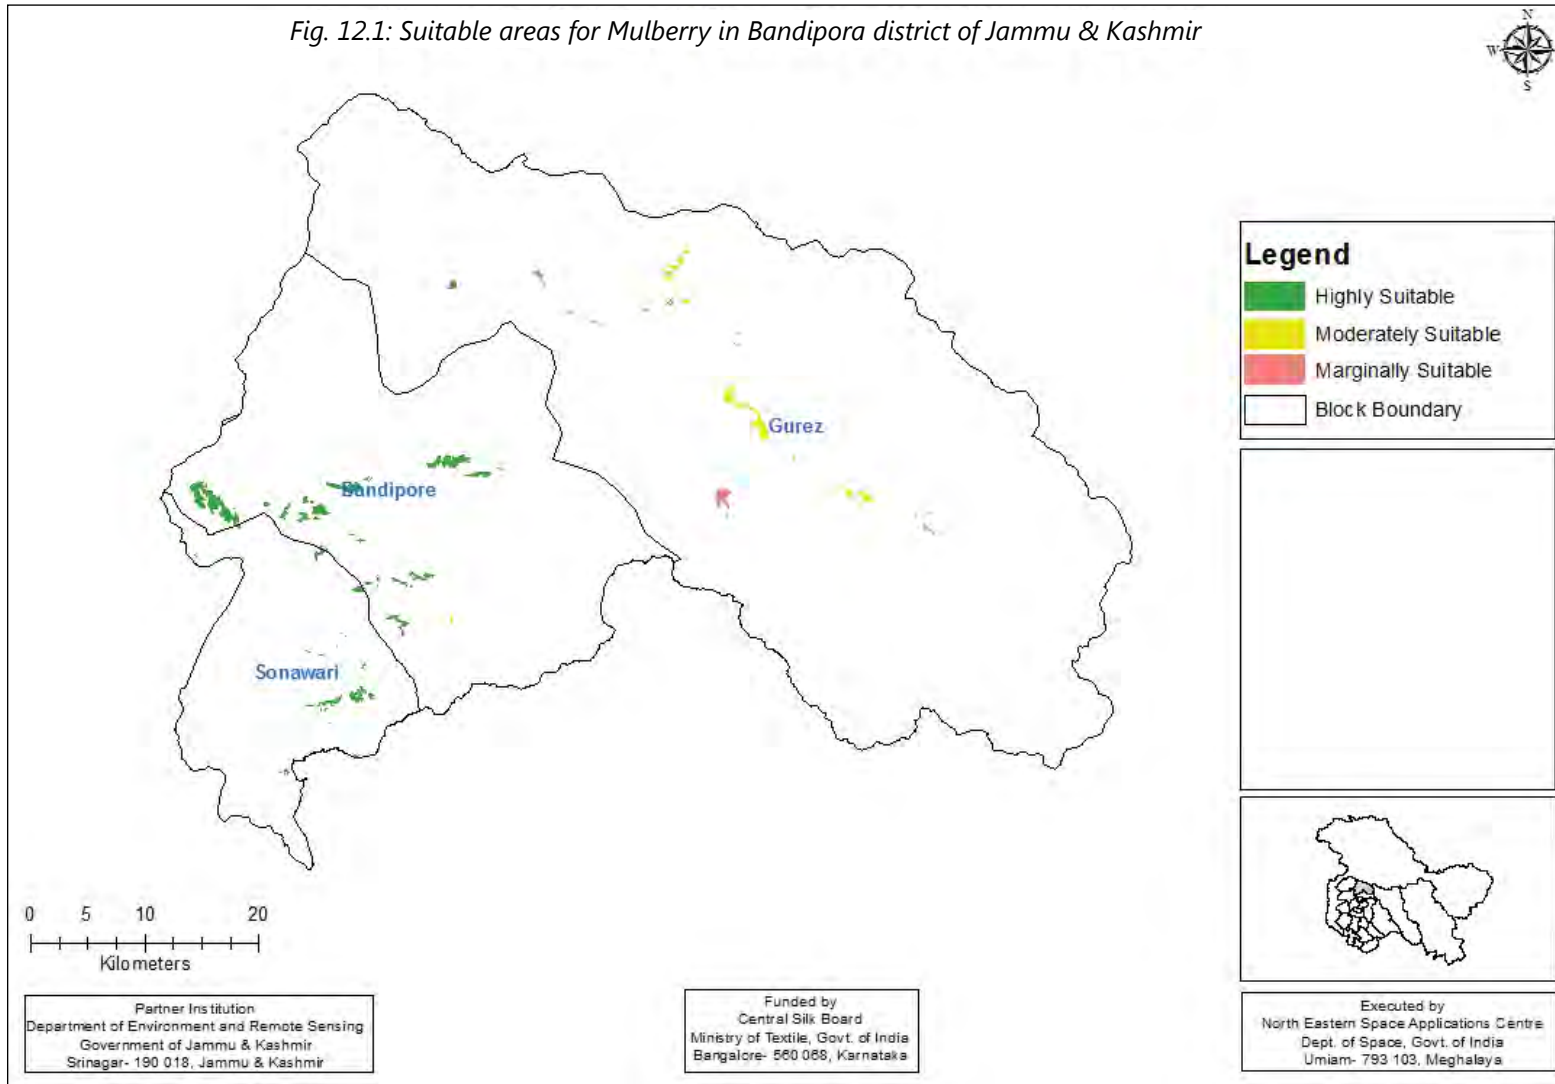 Fig. 12.1: Suitable areas for Mulberry in Bandipora district of Jammu & Kashmir
N
W
S
Legend
Highly Suitable
Moderately Suitable
Marginally Suitable
Block Boundary
Gurez
Bandipore
Sonawari
0 5 10 20
Kilometers
Partner Institution
Department of Environment and Remote Sensing
Government of Jammu & Kashmir
Srinagar- 190 018, Jammu & Kashmir
Funded by
Central Silk Board
Ministry of Textile, Govt. of India
Bangalore- 560 068, Karnataka
Executed by
North Eastern Space Applications Centre
Dept. of Space, Govt. of India
Umiam- 793 103, Meghalaya